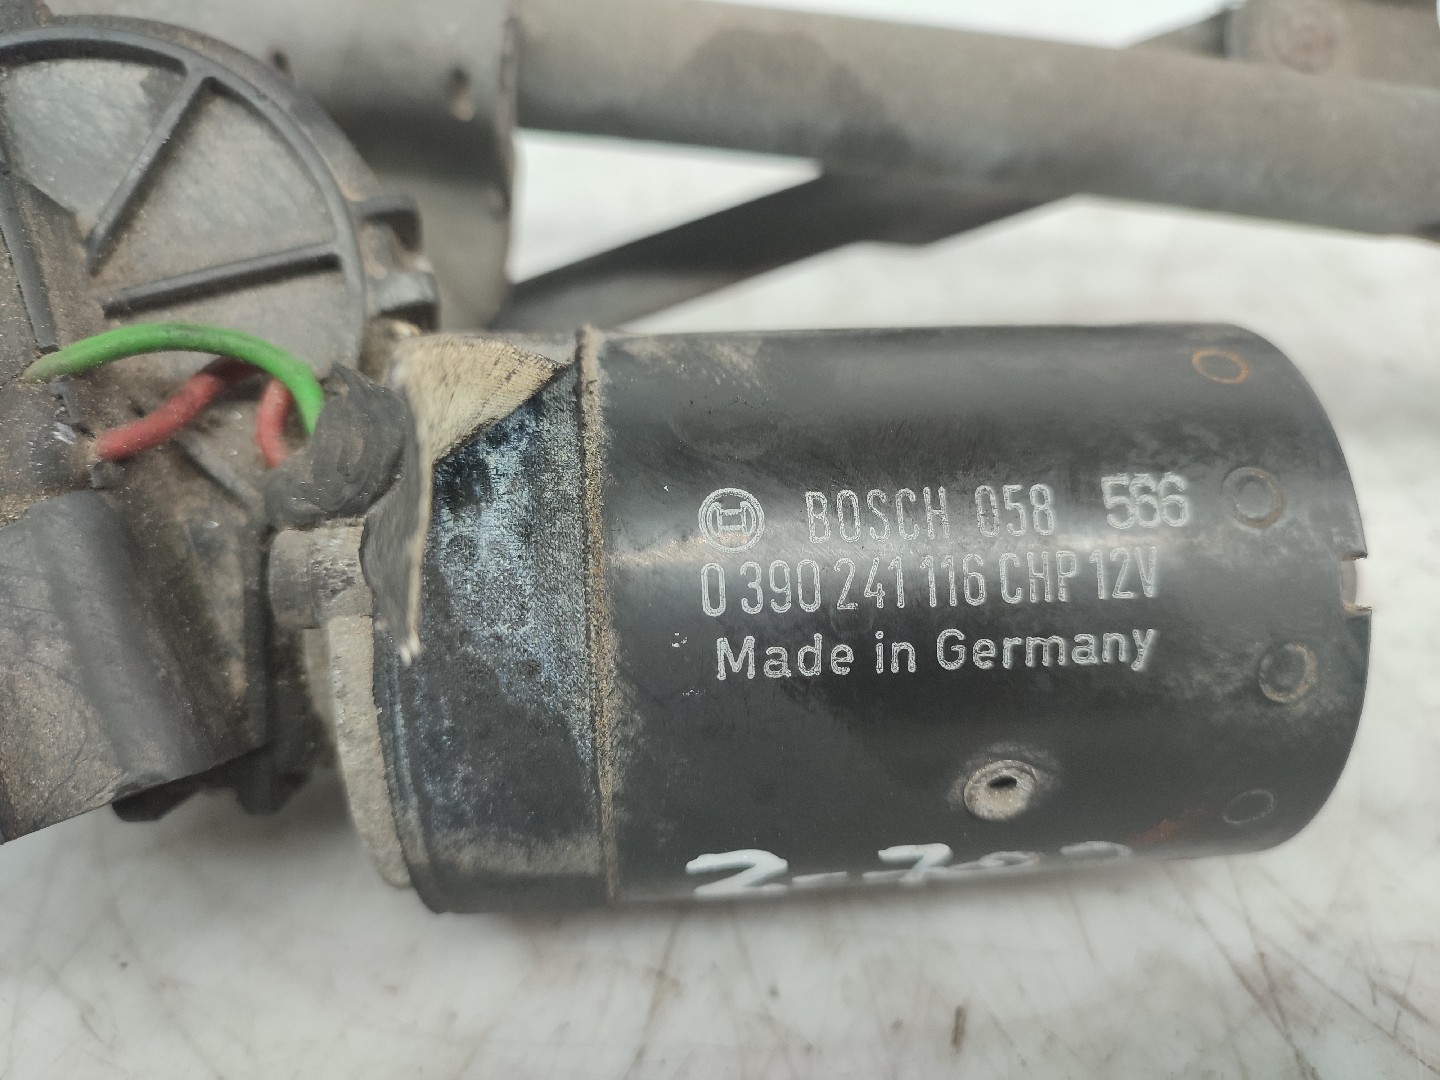 BOSCH 058 566
0 390 241 116 CHP 12V
Made in Germany